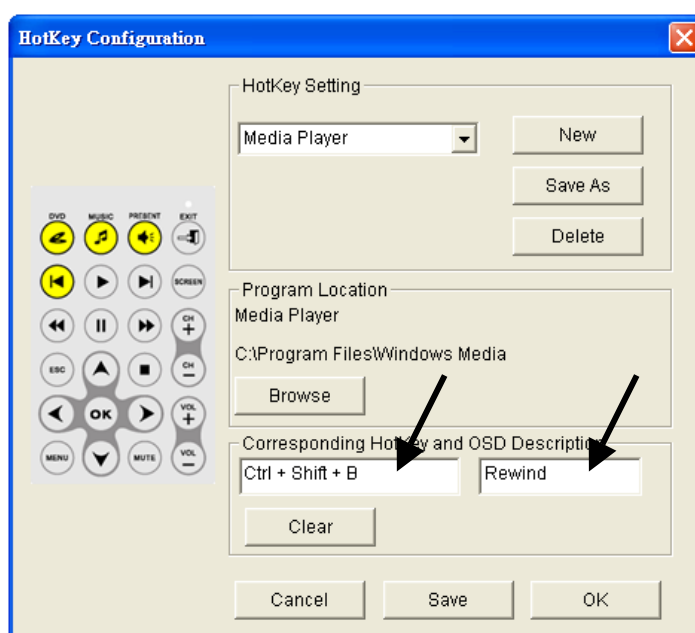 HotKey Configuration
HotKey Setting
Media Player
New
Save As
Delete
DVD MUSIC PRESENT EXIT
SCREEN
CH
+
ESC
CH
−
OK
VOL
+
MENU
MUTE
VOL
−
Program Location
Media Player
C:\Program Files\Windows Media
Browse
Corresponding HotKey and OSD Description
Ctrl + Shift + B
Rewind
Clear
Cancel
Save
OK